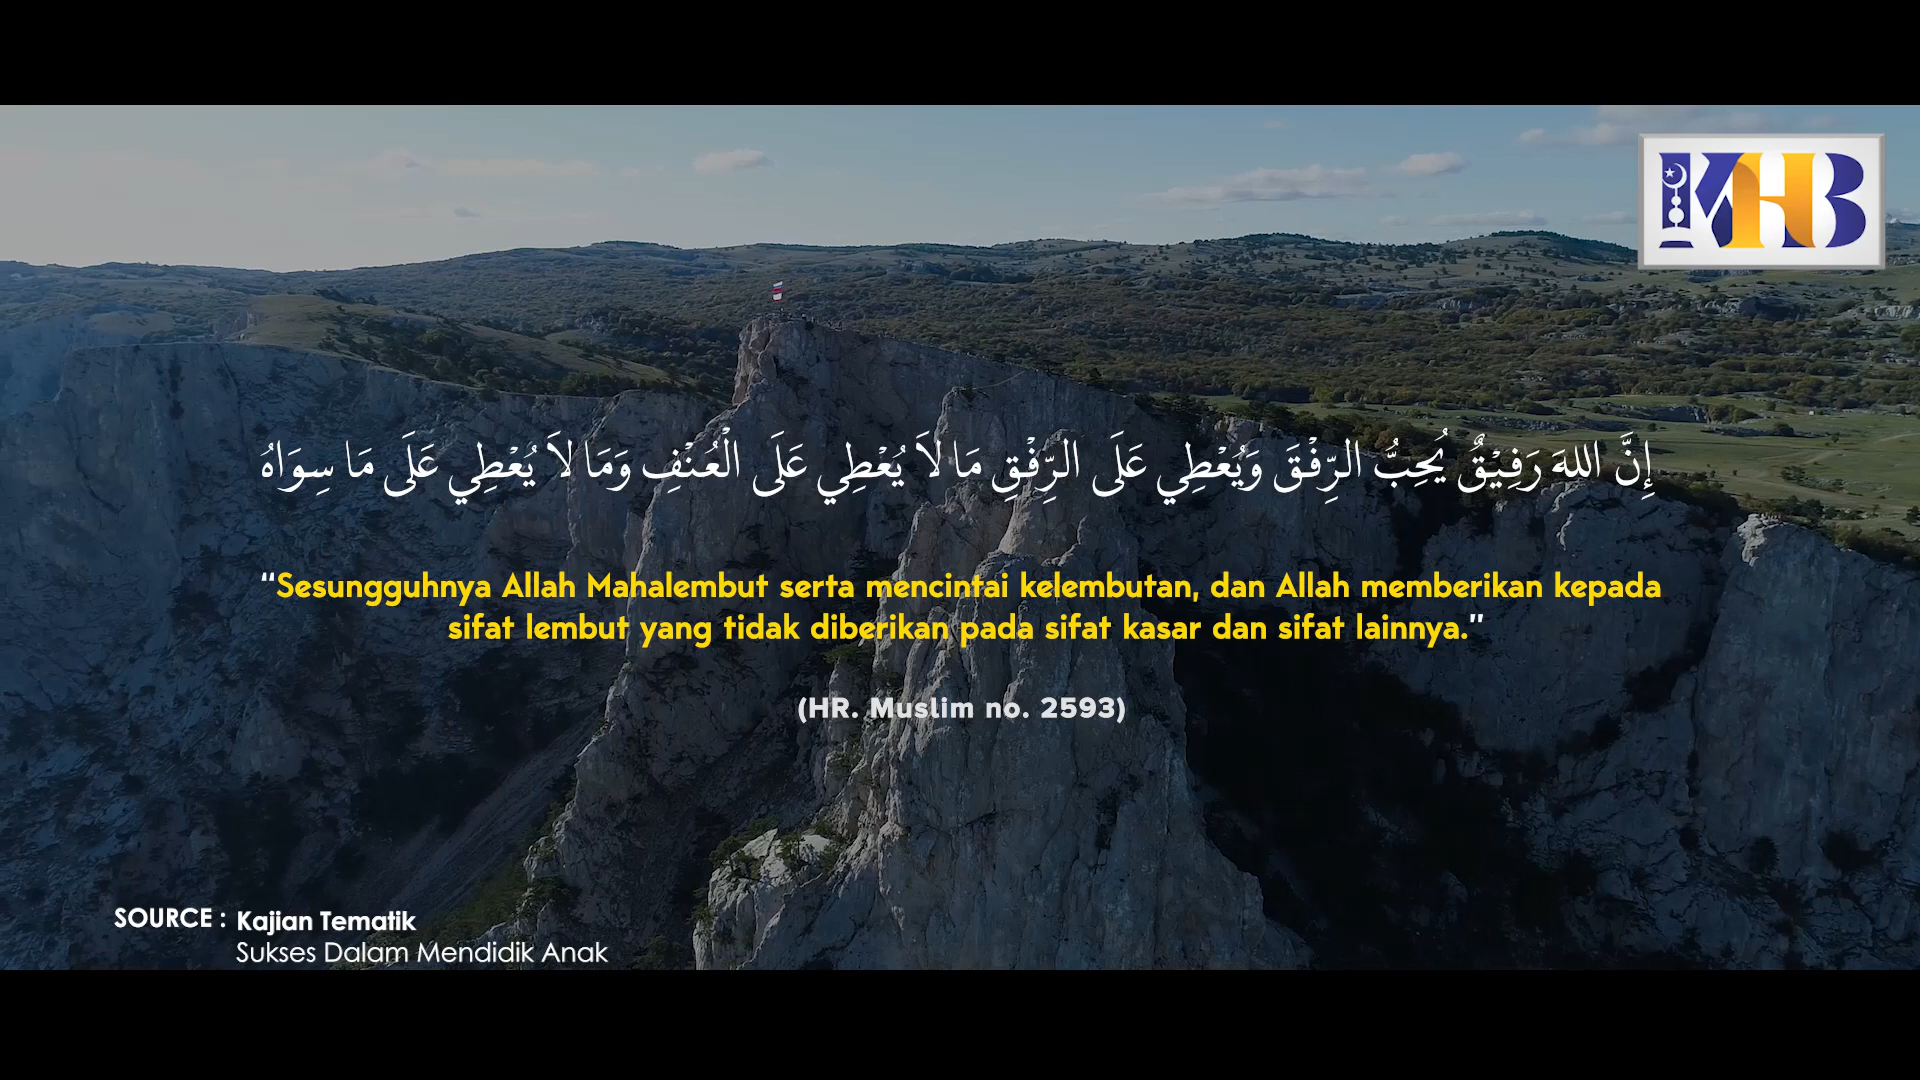 KHB
إِنَّ اللهَ رَفِيْقٌ يُحِبُّ الرِّفْقَ وَيُعْطِي عَلَى الرِّفْقِ مَا لاَ يُعْطِي عَلَى الْعُنْفِ وَمَا لاَ يُعْطِي عَلَى مَا سِوَاهُ
“Sesungguhnya Allah Mahalembut serta mencintai kelembutan, dan Allah memberikan kepada
sifat lembut yang tidak diberikan pada sifat kasar dan sifat lainnya.”
(HR. Muslim no. 2593)
SOURCE : Kajian Tematik
Sukses Dalam Mendidik Anak